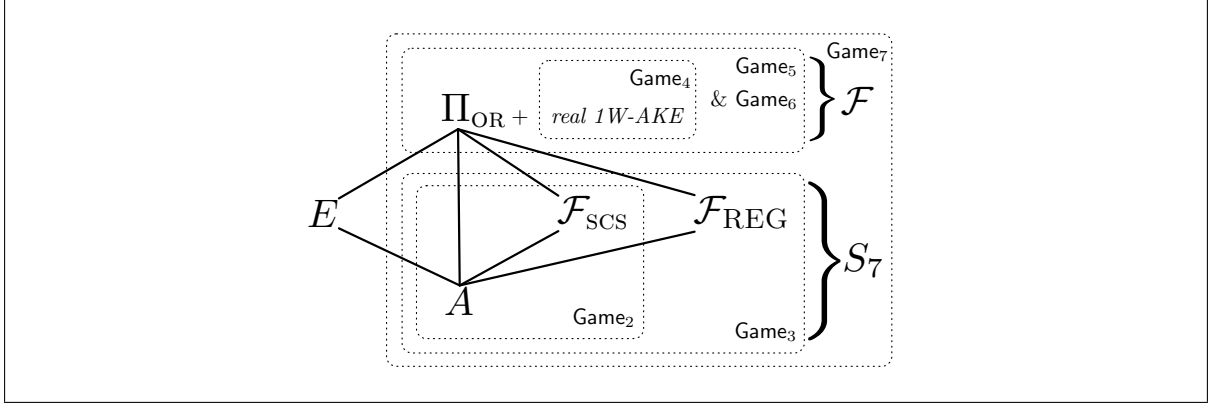 Game₇
Game₅
Game₄
& Game₆
𝓕
Π_OR + real 1W-AKE
E
𝓕_SCS
𝓕_REG
S₇
A
Game₂
Game₃